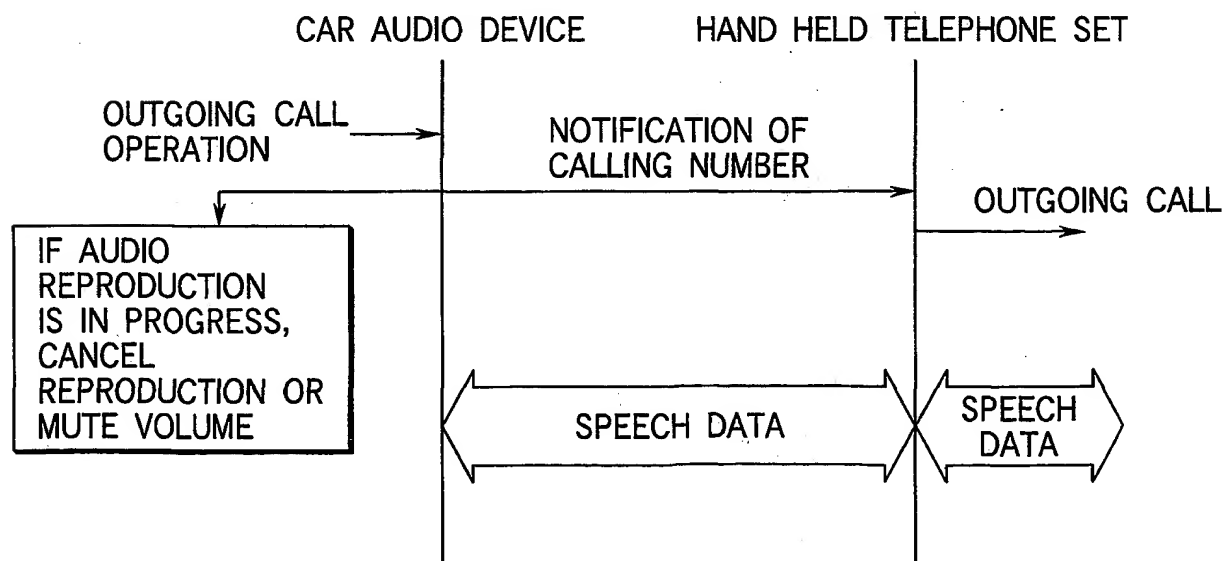 CAR AUDIO DEVICE
HAND HELD TELEPHONE SET
OUTGOING CALL
OPERATION
NOTIFICATION OF
CALLING NUMBER
OUTGOING CALL
IF AUDIO
REPRODUCTION
IS IN PROGRESS,
CANCEL
REPRODUCTION OR
MUTE VOLUME
SPEECH DATA
SPEECH
DATA